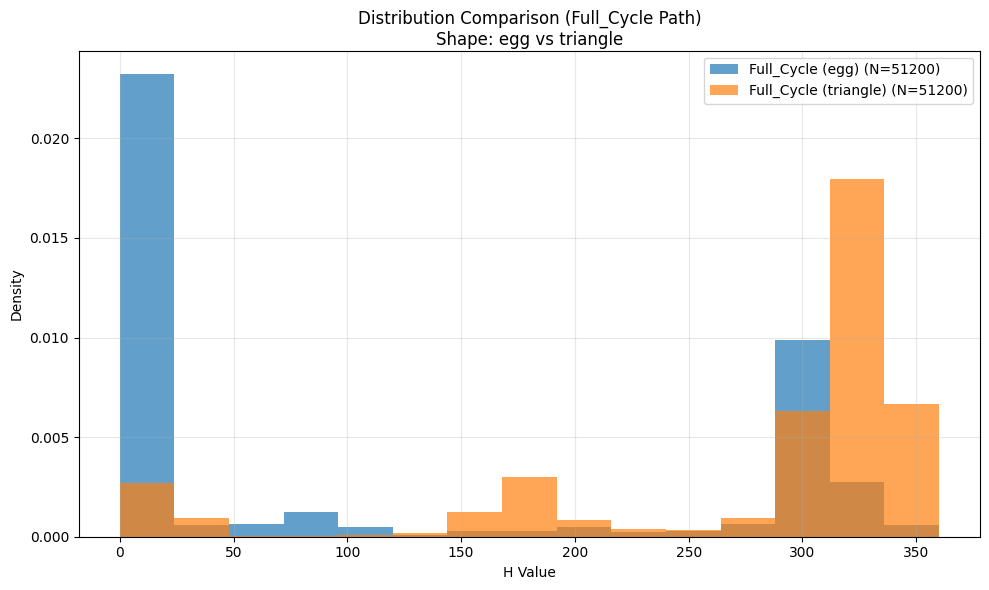 Distribution Comparison (Full_Cycle Path)
Shape: egg vs triangle
Full_Cycle (egg) (N=51200)
Full_Cycle (triangle) (N=51200)
Density
0.020
0.015
0.010
0.005
0.000
0 50 100 150 200 250 300 350
H Value